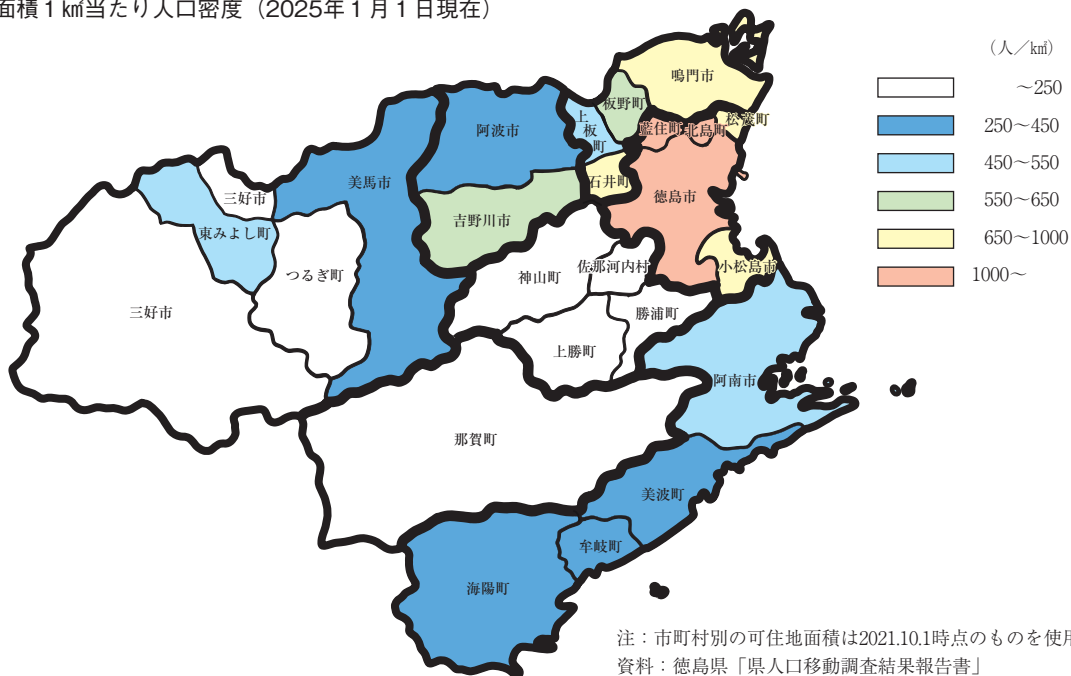 面積1㎢当たり人口密度（2025年1月1日現在）
（人／㎢）
～250
250～450
450～550
550～650
650～1000
1000～
鳴門市
板野町
松茂町
上板町
藍住町
北島町
阿波市
石井町
美馬市
三好市
徳島市
吉野川市
東みよし町
つるぎ町
佐那河内村
小松島市
神山町
三好市
勝浦町
上勝町
阿南市
那賀町
美波町
牟岐町
海陽町
注：市町村別の可住地面積は2021.10.1時点のものを使用
資料：徳島県「県人口移動調査結果報告書」